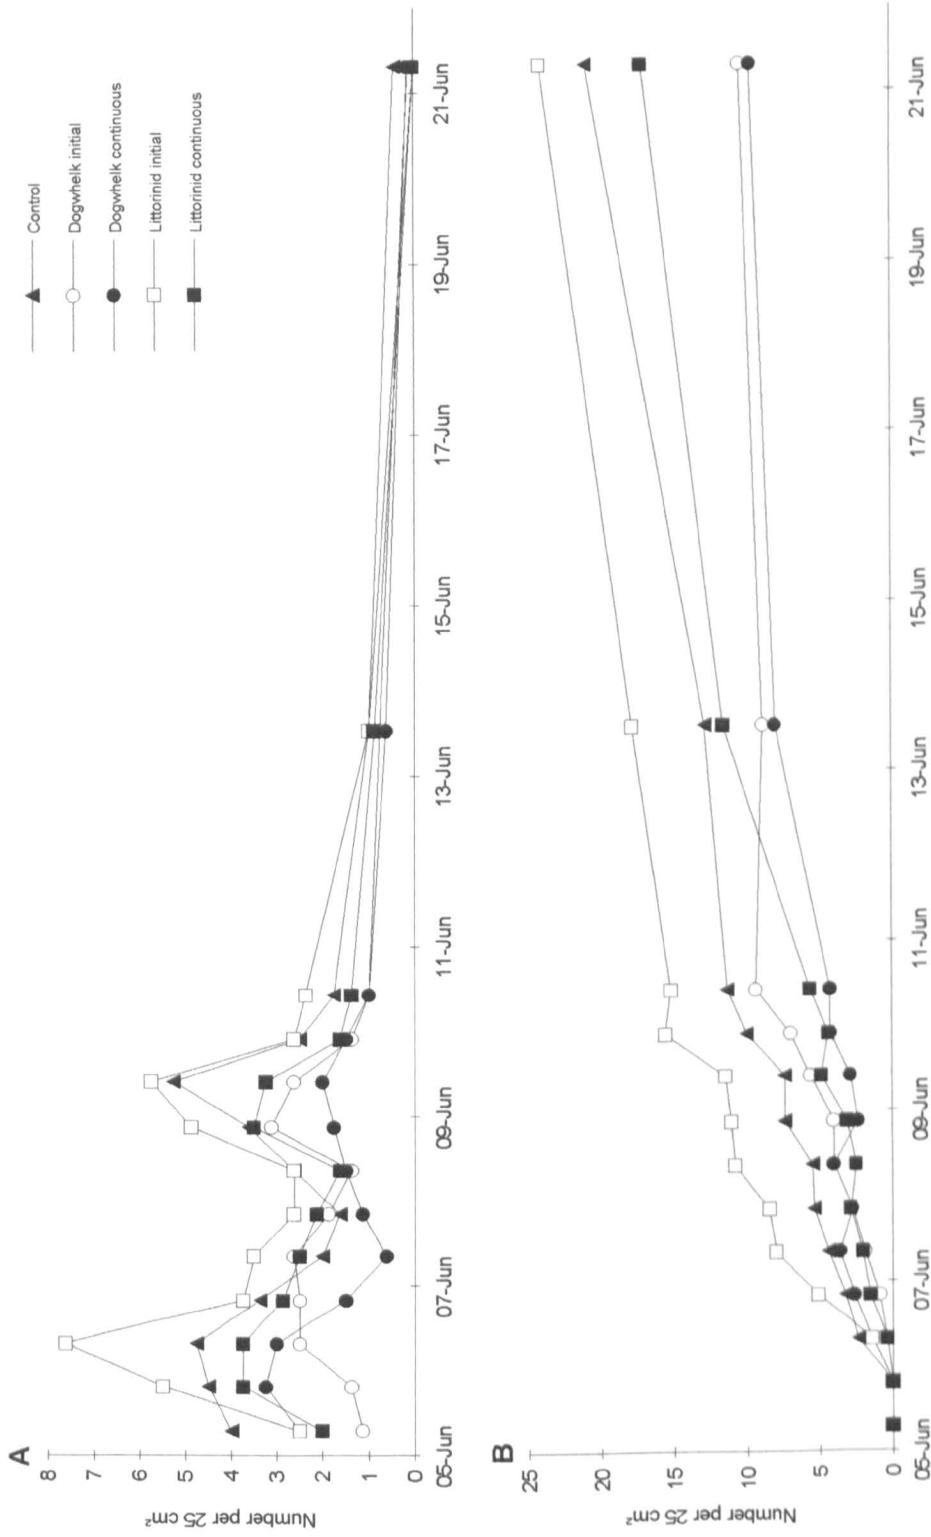 A
Number per 25 cm²
8
7
6
5
4
3
2
1
0
05-Jun
07-Jun
09-Jun
11-Jun
13-Jun
15-Jun
17-Jun
19-Jun
21-Jun
Control
Dogwhelk initial
Dogwhelk continuous
Littorinid initial
Littorinid continuous
B
Number per 25 cm²
25
20
15
10
5
0
05-Jun
07-Jun
09-Jun
11-Jun
13-Jun
15-Jun
17-Jun
19-Jun
21-Jun